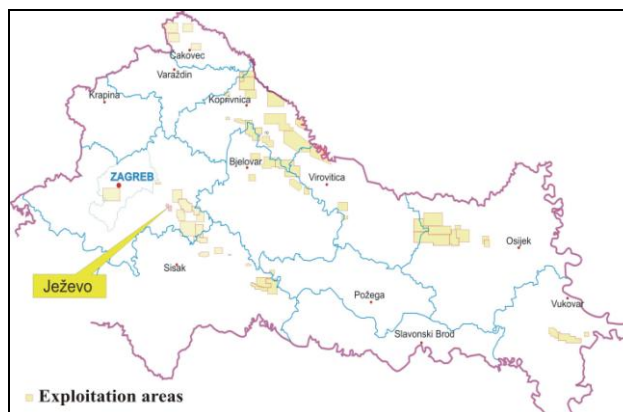 Čakovec
Varaždin
Krapina
Koprivnica
ZAGREB
Bjelovar
Virovitica
Osijek
Ježevo
Sisak
Požega
Vukovar
Slavonski Brod
Exploitation areas